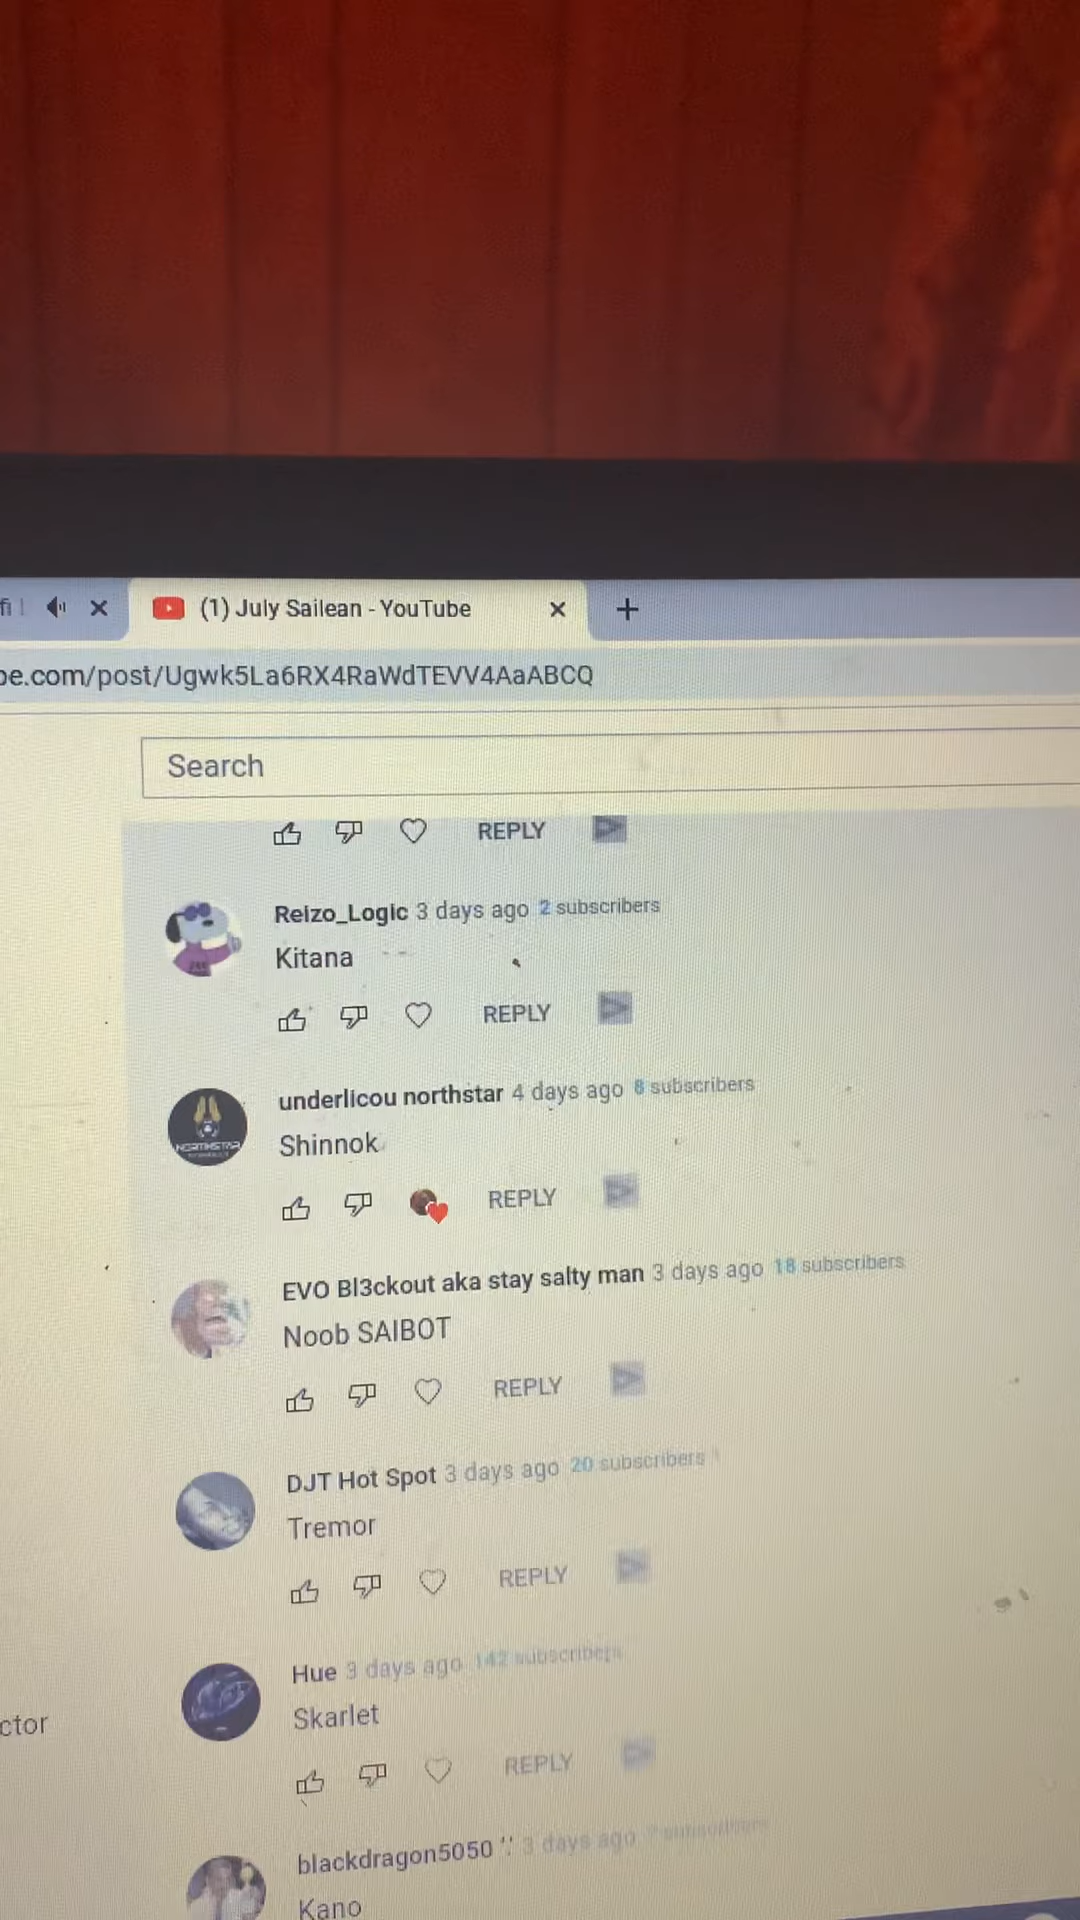 (1) July Sailean - YouTube
be.com/post/Ugwk5La6RX4RaWdTEVV4AaABCQ
Search
REPLY
Reizo_Logic 3 days ago 2 subscribers
Kitana
REPLY
NORTHSTAR
underlicou northstar 4 days ago 8 subscribers
Shinnok
REPLY
EVO Bl3ckout aka stay salty man 3 days ago 18 subscribers
Noob SAIBOT
REPLY
DJT Hot Spot 3 days ago 20 subscribers
Tremor
REPLY
Hue 3 days ago 142 subscribers
Skarlet
REPLY
ctor
blackdragon5050 '.' 3 days ago subscribers
Kano